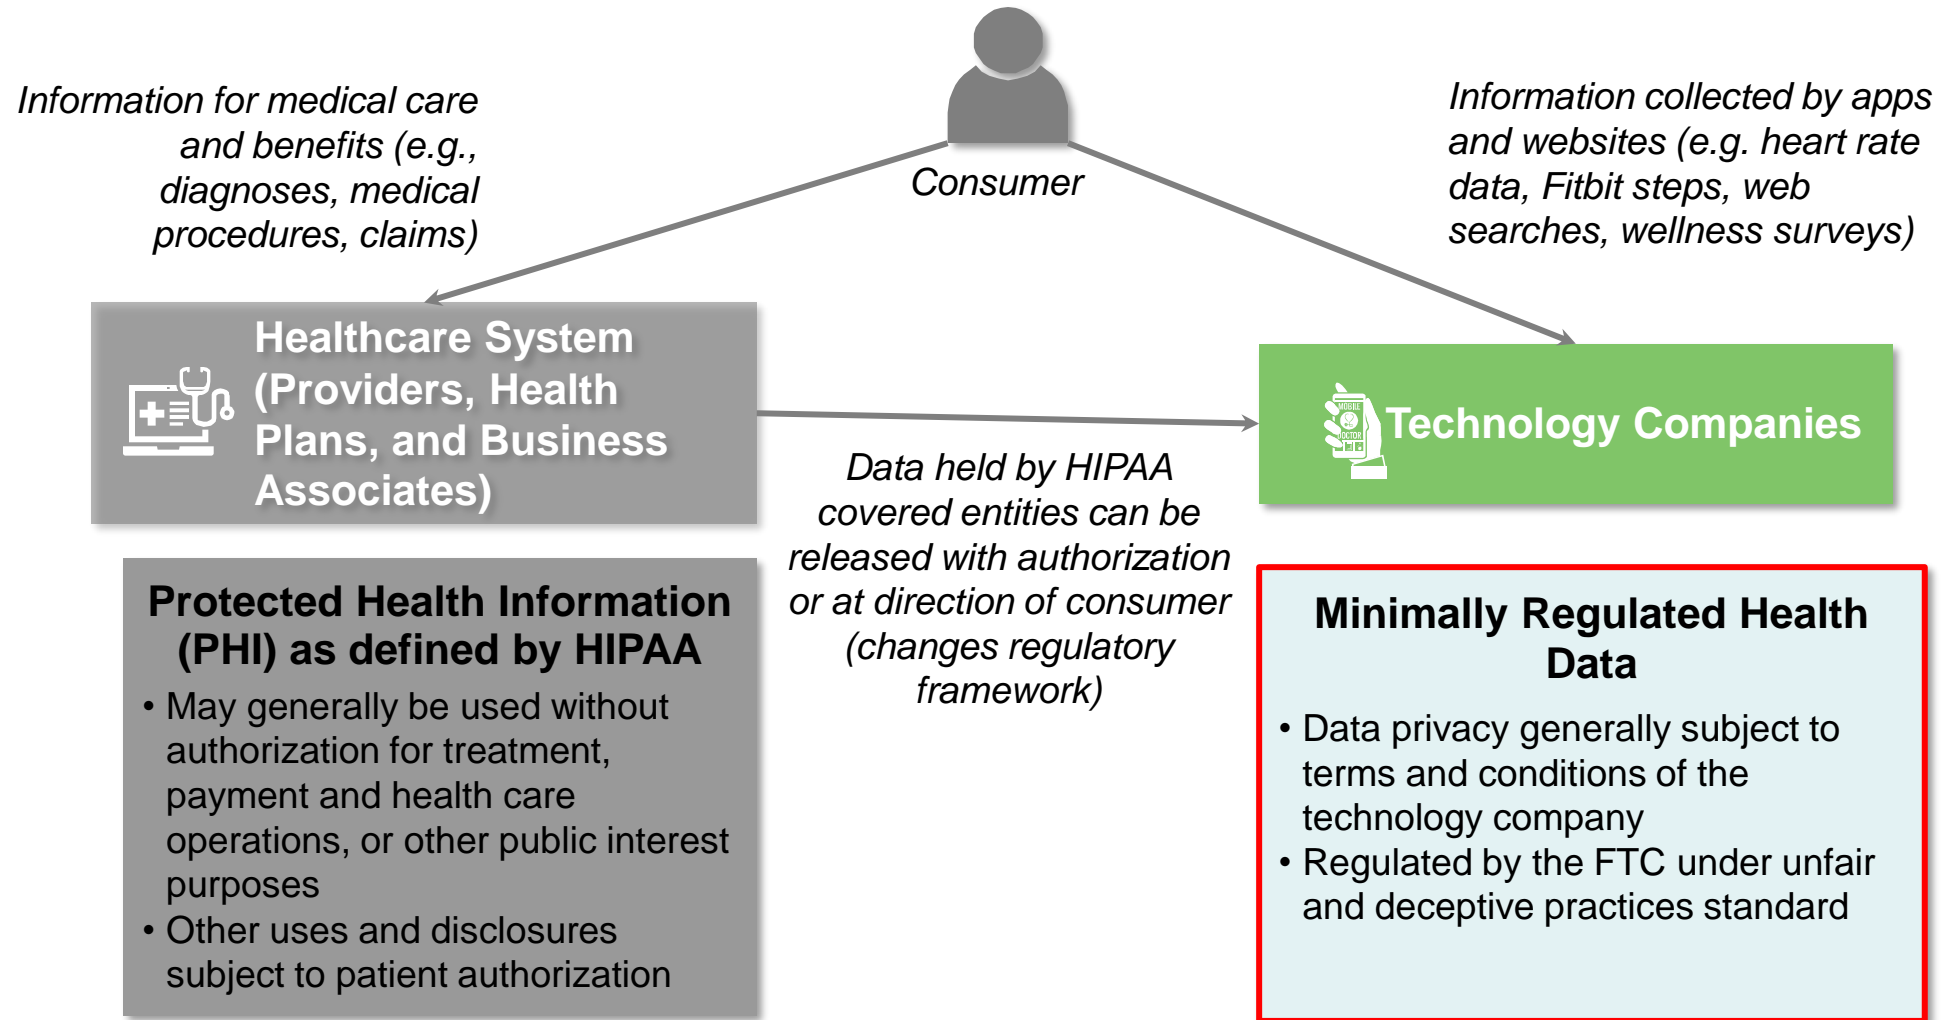 Information for medical care
and benefits (e.g.,
diagnoses, medical
procedures, claims)
Consumer
Information collected by apps
and websites (e.g. heart rate
data, Fitbit steps, web
searches, wellness surveys)
Healthcare System
(Providers, Health
Plans, and Business
Associates)
MOBILE
DOCTOR
Technology Companies
Data held by HIPAA
covered entities can be
released with authorization
or at direction of consumer
(changes regulatory
framework)
Protected Health Information
(PHI) as defined by HIPAA
• May generally be used without
authorization for treatment,
payment and health care
operations, or other public interest
purposes
• Other uses and disclosures
subject to patient authorization
Minimally Regulated Health
Data
• Data privacy generally subject to
terms and conditions of the
technology company
• Regulated by the FTC under unfair
and deceptive practices standard